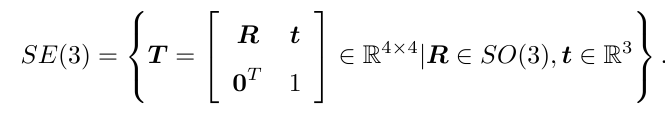 SE(3) = { T = [ R t ; 0^T 1 ] ∈ ℝ^{4×4} | R ∈ SO(3), t ∈ ℝ^3 } .